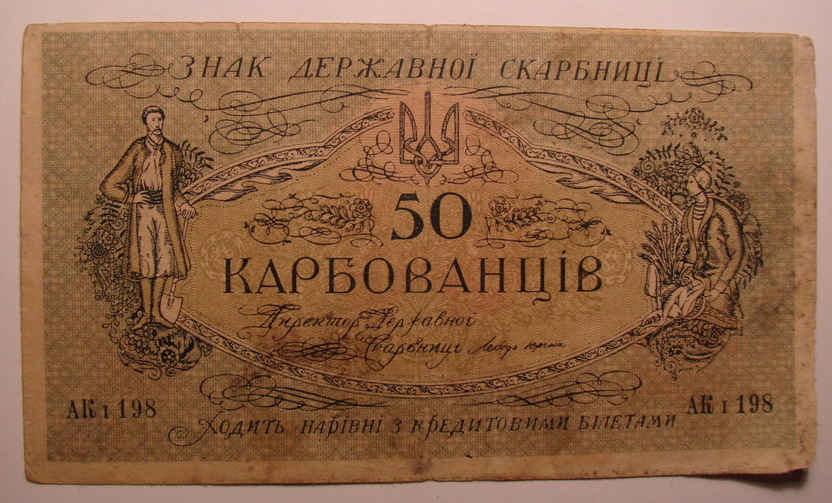 ЗНАК ДЕРЖАВНОЇ СКАРБНИЦІ
50
КАРБОВАНЦІВ
Директор Державної
Скарбниці
АК І 198
АК І 198
ХОДИТЬ НАРІВНІ З КРЕДИТОВИМИ БІЛЕТАМИ